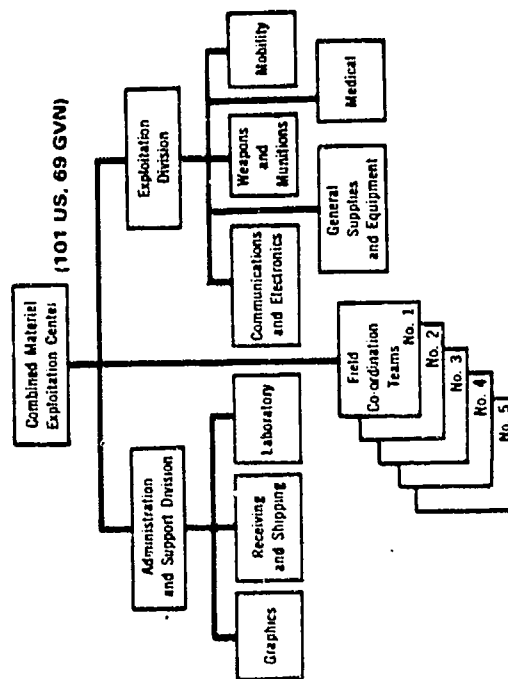 Combined Materiel
Exploitation Center
(101 US, 69 GVN)
Administration
and Support Division
Exploitation
Division
Graphics
Receiving
and Shipping
Laboratory
Communications
and Electronics
Weapons
and
Munitions
Mobility
General
Supplies
and Equipment
Medical
Field
Co-ordination
Teams
No. 1
No. 2
No. 3
No. 4
No. 5